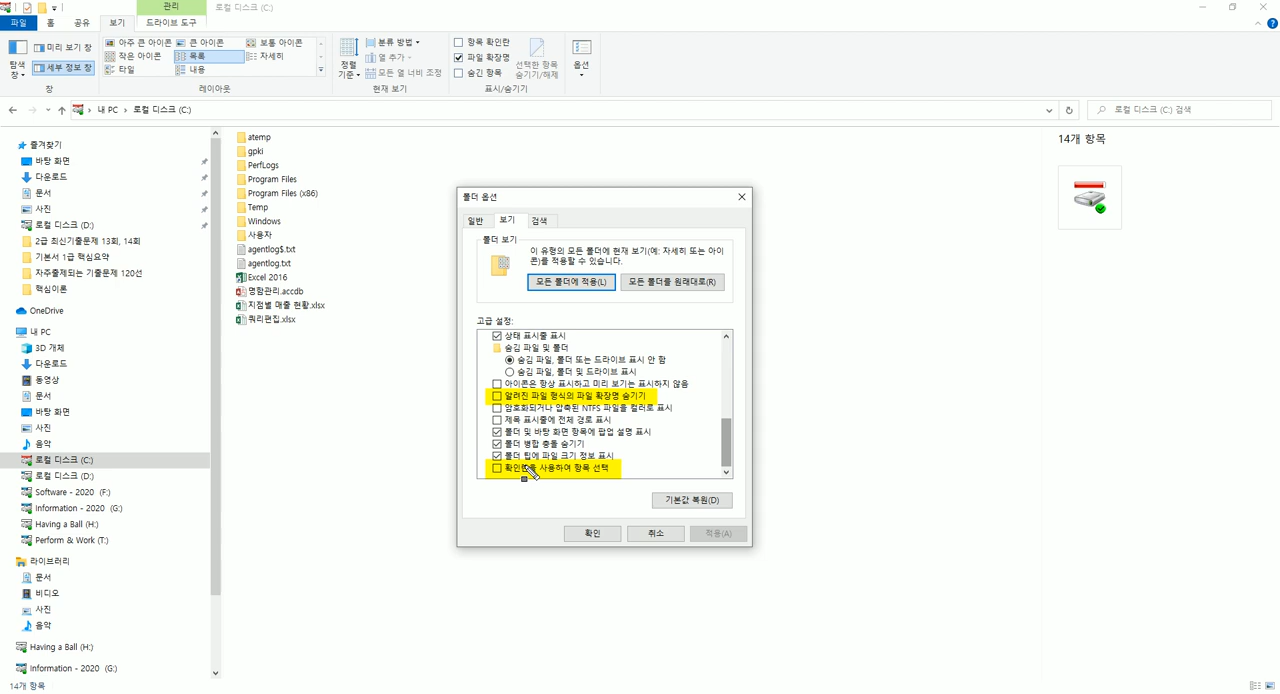 관리
로컬 디스크 (C:)
파일
홈
공유
보기
드라이브 도구
탐색 창
미리 보기 창
세부 정보 창
창
아주 큰 아이콘
큰 아이콘
보통 아이콘
작은 아이콘
목록
자세히
타일
내용
레이아웃
정렬 기준
분류 방법
열 추가
모든 열 너비 조정
현재 보기
항목 확인란
파일 확장명
숨긴 항목
선택한 항목 숨기기/해제
표시/숨기기
옵션
내 PC > 로컬 디스크 (C:)
로컬 디스크 (C:) 검색
즐겨찾기
바탕 화면
다운로드
문서
사진
로컬 디스크 (D:)
2급 최신기출문제 13회, 14회
기본서 1급 핵심요약
자주출제되는 기출문제 120선
핵심이론
OneDrive
내 PC
3D 개체
다운로드
동영상
문서
바탕 화면
사진
음악
로컬 디스크 (C:)
로컬 디스크 (D:)
Software - 2020 (F:)
Information - 2020 (G:)
Having a Ball (H:)
Perform & Work (T:)
라이브러리
문서
비디오
사진
음악
Having a Ball (H:)
Information - 2020 (G:)
14개 항목
atemp
gpki
PerfLogs
Program Files
Program Files (x86)
Temp
Windows
사용자
agentlog$.txt
agentlog.txt
Excel 2016
명함관리.accdb
지점별 매출 현황.xlsx
쿼리편집.xlsx
폴더 옵션
일반
보기
검색
폴더 보기
이 유형의 모든 폴더에 현재 보기(예: 자세히 또는 아이
콘)를 적용할 수 있습니다.
모든 폴더에 적용(L)
모든 폴더를 원래대로(R)
고급 설정:
상태 표시줄 표시
숨김 파일 및 폴더
숨김 파일, 폴더 또는 드라이브 표시 안 함
숨김 파일, 폴더 및 드라이브 표시
아이콘은 항상 표시하고 미리 보기는 표시하지 않음
알려진 파일 형식의 파일 확장명 숨기기
암호화되거나 압축된 NTFS 파일을 컬러로 표시
제목 표시줄에 전체 경로 표시
폴더 및 바탕 화면 항목에 팝업 설명 표시
폴더 병합 충돌 숨기기
폴더 팁에 파일 크기 정보 표시
확인란을 사용하여 항목 선택
기본값 복원(D)
확인
취소
적용(A)
14개 항목